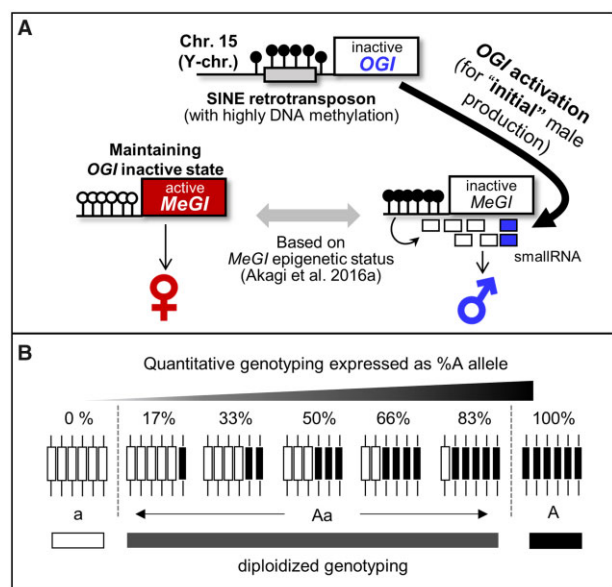 A
Chr. 15
(Y-chr.)
inactive
OGI
SINE retrotransposon
(with highly DNA methylation)
OGI activation
(for "initial" male
production)
Maintaining
OGI inactive state
active
MeGI
inactive
MeGI
Based on
MeGI epigenetic status
(Akagi et al. 2016a)
smallRNA
B
Quantitative genotyping expressed as %A allele
0 % 17% 33% 50% 66% 83% 100%
a Aa A
diploidized genotyping